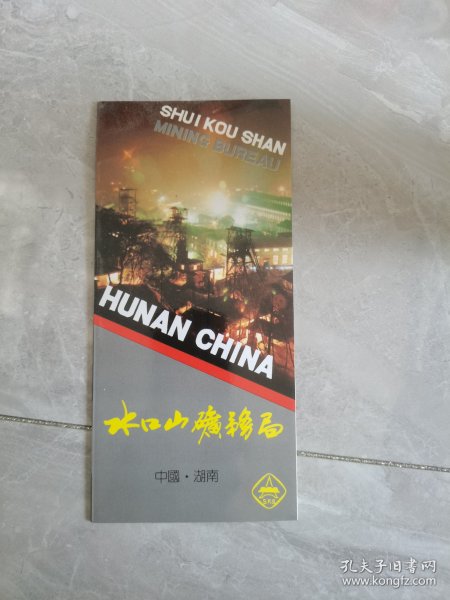 SHUI KOU SHAN
MINING BUREAU
HUNAN CHINA
水口山礦務局
中國·湖南
SKS
孔夫子旧书网
www.kongfz.com